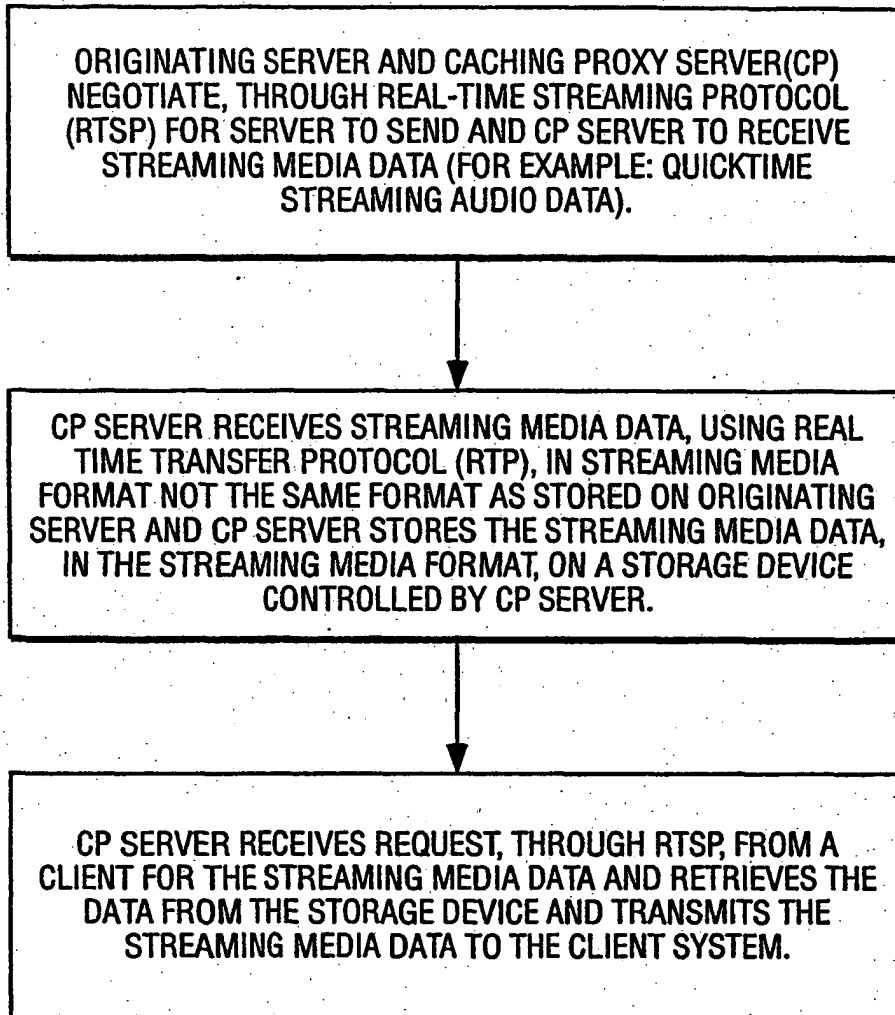 ORIGINATING SERVER AND CACHING PROXY SERVER(CP)
NEGOTIATE, THROUGH REAL-TIME STREAMING PROTOCOL
(RTSP) FOR SERVER TO SEND AND CP SERVER TO RECEIVE
STREAMING MEDIA DATA (FOR EXAMPLE: QUICKTIME
STREAMING AUDIO DATA).
CP SERVER RECEIVES STREAMING MEDIA DATA, USING REAL
TIME TRANSFER PROTOCOL (RTP), IN STREAMING MEDIA
FORMAT NOT THE SAME FORMAT AS STORED ON ORIGINATING
SERVER AND CP SERVER STORES THE STREAMING MEDIA DATA,
IN THE STREAMING MEDIA FORMAT, ON A STORAGE DEVICE
CONTROLLED BY CP SERVER.
CP SERVER RECEIVES REQUEST, THROUGH RTSP, FROM A
CLIENT FOR THE STREAMING MEDIA DATA AND RETRIEVES THE
DATA FROM THE STORAGE DEVICE AND TRANSMITS THE
STREAMING MEDIA DATA TO THE CLIENT SYSTEM.